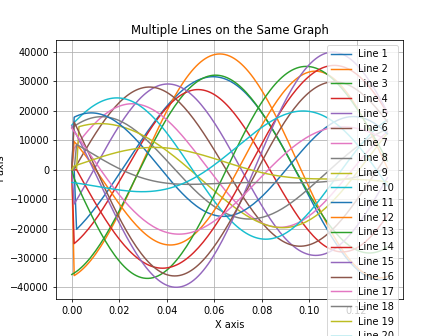 Multiple Lines on the Same Graph
40000
30000
20000
10000
0
−10000
−20000
−30000
−40000
0.00
0.02
0.04
0.06
0.08
0.10
X axis
Line 1
Line 2
Line 3
Line 4
Line 5
Line 6
Line 7
Line 8
Line 9
Line 10
Line 11
Line 12
Line 13
Line 14
Line 15
Line 16
Line 17
Line 18
Line 19
Line 20